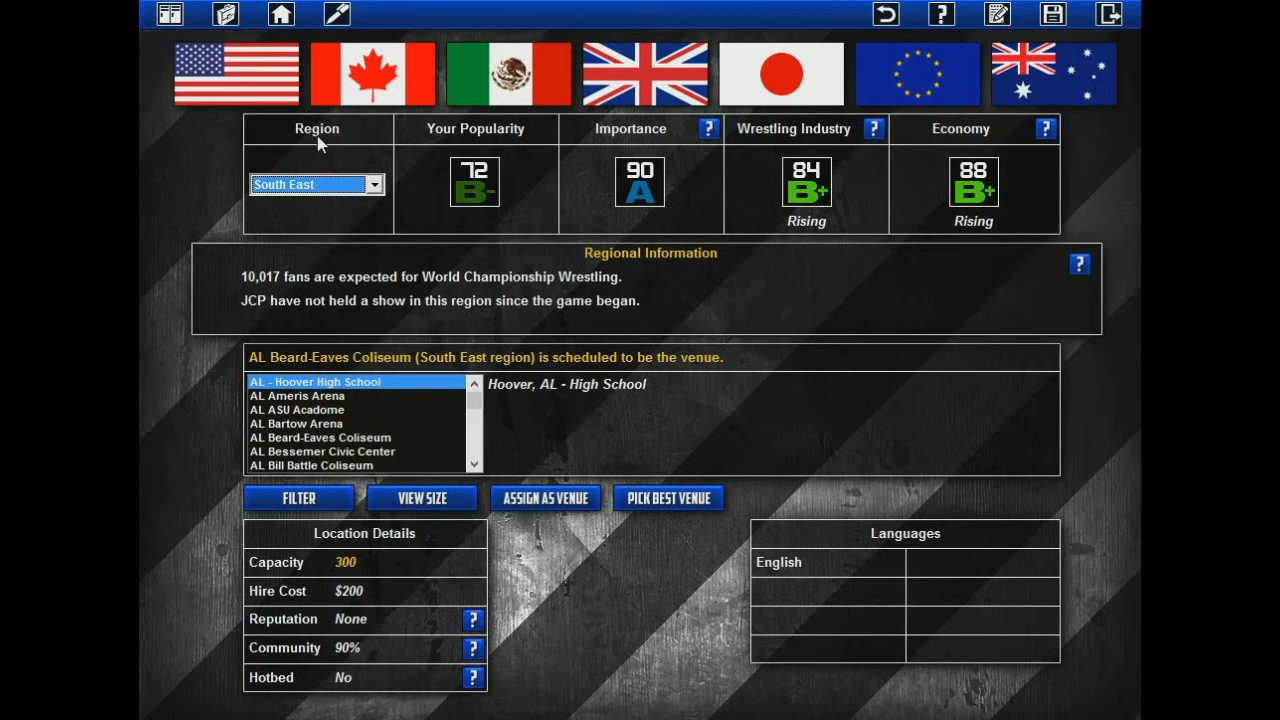 Region
Your Popularity
Importance
?
Wrestling Industry
?
Economy
?
South East
72
B-
90
A
84
B+
Rising
88
B+
Rising
Regional Information
?
10,017 fans are expected for World Championship Wrestling.
JCP have not held a show in this region since the game began.
AL Beard-Eaves Coliseum (South East region) is scheduled to be the venue.
AL - Hoover High School
AL Ameris Arena
AL ASU Acadome
AL Bartow Arena
AL Beard-Eaves Coliseum
AL Bessemer Civic Center
AL Bill Battle Coliseum
Hoover, AL - High School
FILTER
VIEW SIZE
ASSIGN AS VENUE
PICK BEST VENUE
Location Details
Capacity 300
Hire Cost $200
Reputation None ?
Community 90% ?
Hotbed No ?
Languages
English